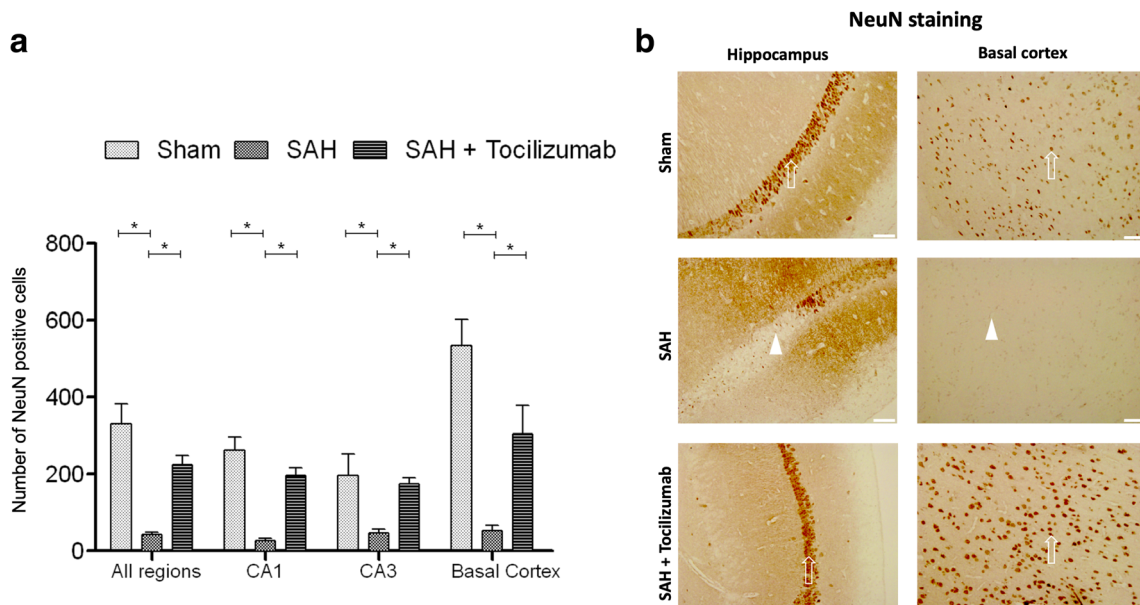 a
Sham SAH SAH + Tocilizumab
* * * *
* * * *
Number of NeuN positive cells
800
600
400
200
0
All regions CA1 CA3 Basal Cortex
b
NeuN staining
Hippocampus Basal cortex
Sham
SAH
SAH + Tocilizumab